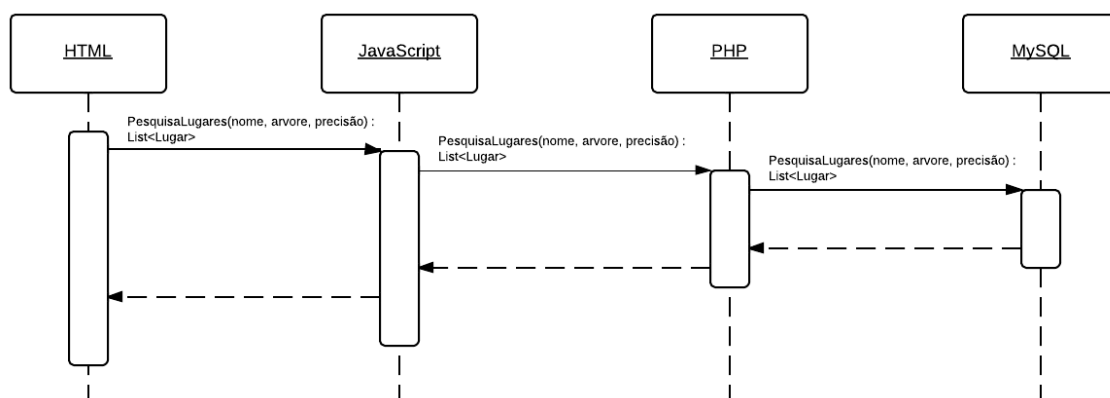 HTML
JavaScript
PHP
MySQL
PesquisaLugares(nome, arvore, precisão) :
List<Lugar>
PesquisaLugares(nome, arvore, precisão) :
List<Lugar>
PesquisaLugares(nome, arvore, precisão) :
List<Lugar>